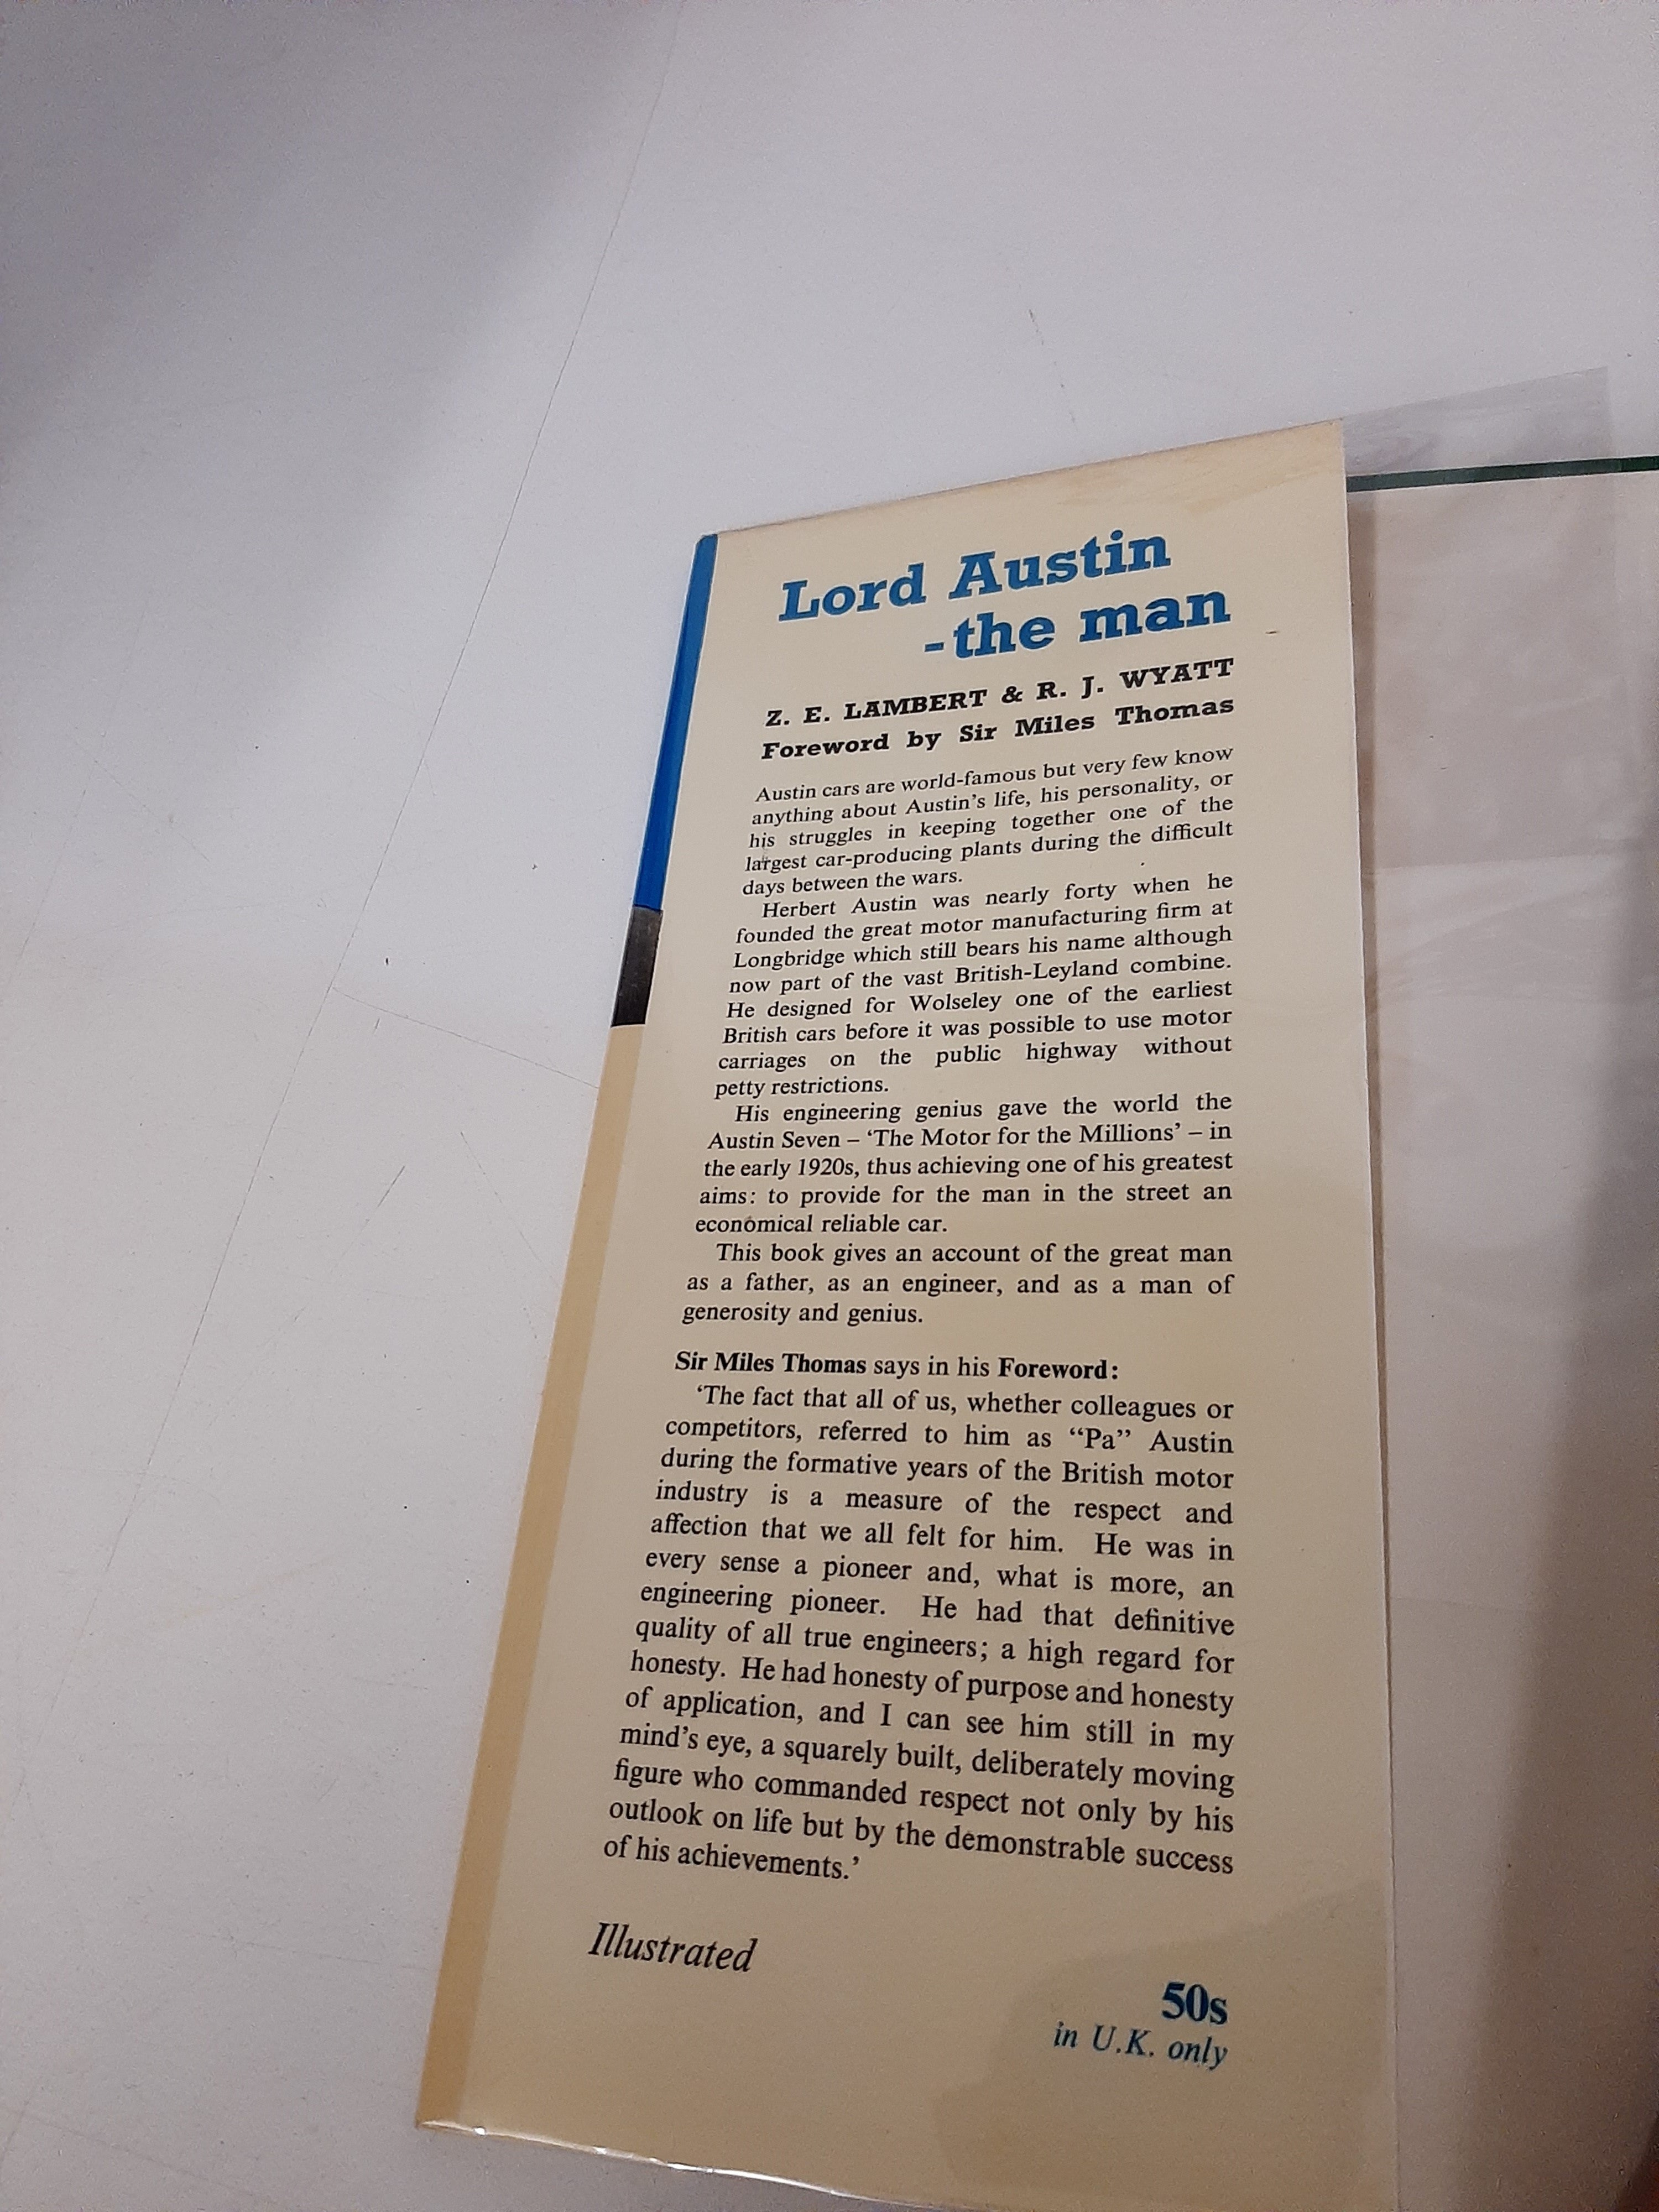 Lord Austin
-the man
Z. E. LAMBERT & R. J. WYATT
Foreword by Sir Miles Thomas
Austin cars are world-famous but very few know
anything about Austin's life, his personality, or
his struggles in keeping together one of the
largest car-producing plants during the difficult
days between the wars.
Herbert Austin was nearly forty when he
founded the great motor manufacturing firm at
Longbridge which still bears his name although
now part of the vast British-Leyland combine.
He designed for Wolseley one of the earliest
British cars before it was possible to use motor
carriages on the public highway without
petty restrictions.
His engineering genius gave the world the
Austin Seven – ‘The Motor for the Millions’ – in
the early 1920s, thus achieving one of his greatest
aims: to provide for the man in the street an
economical reliable car.
This book gives an account of the great man
as a father, as an engineer, and as a man of
generosity and genius.
Sir Miles Thomas says in his Foreword:
‘The fact that all of us, whether colleagues or
competitors, referred to him as “Pa” Austin
during the formative years of the British motor
industry is a measure of the respect and
affection that we all felt for him. He was in
every sense a pioneer and, what is more, an
engineering pioneer. He had that definitive
quality of all true engineers; a high regard for
honesty. He had honesty of purpose and honesty
of application, and I can see him still in my
mind’s eye, a squarely built, deliberately moving
figure who commanded respect not only by his
outlook on life but by the demonstrable success
of his achievements.’
Illustrated
50s
in U.K. only